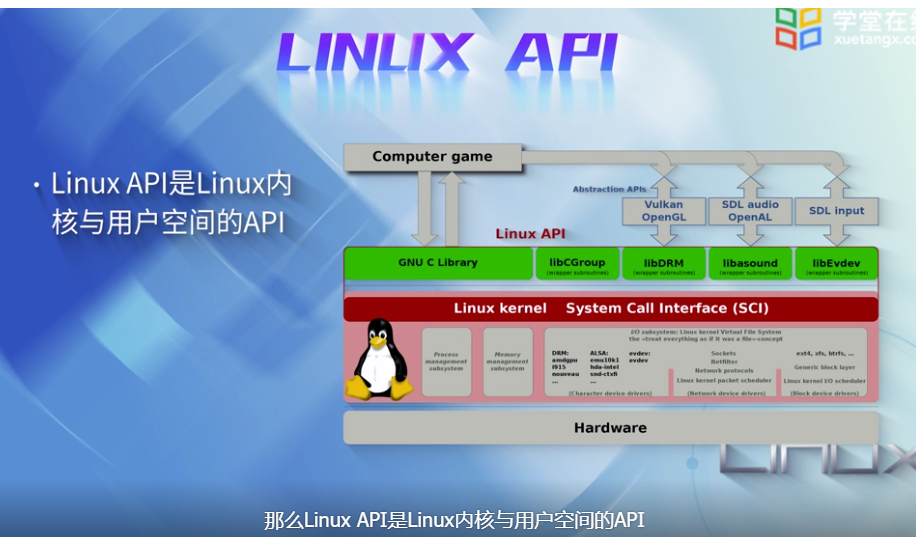 LINUX API
学堂在
xuetangx.co
· Linux API是Linux内
核与用户空间的API
Computer game
Abstraction APIs
Vulkan
OpenGL
SDL audio
OpenAL
SDL input
Linux API
GNU C Library
libCGroup
(wrapper subroutines)
libDRM
(wrapper subroutines)
libasound
(wrapper subroutines)
libEvdev
(wrapper subroutines)
Linux kernel System Call Interface (SCI)
Process
management
subsystem
Memory
management
subsystem
I/O subsystem: Linux kernel Virtual File System
the «treat everything as if it was a file»-concept
DRM:
amdgpu
i915
nouveau
...
ALSA:
emu10k1
hda-intel
snd-ctxfi
...
evdev:
evdev
(Character device drivers)
Sockets
Netfilter
Network protocols
Linux kernel packet scheduler
(Network device drivers)
ext4, xfs, btrfs, ...
Generic block layer
Linux kernel I/O scheduler
(Block device drivers)
Hardware
LINUX
那么Linux API是Linux内核与用户空间的API